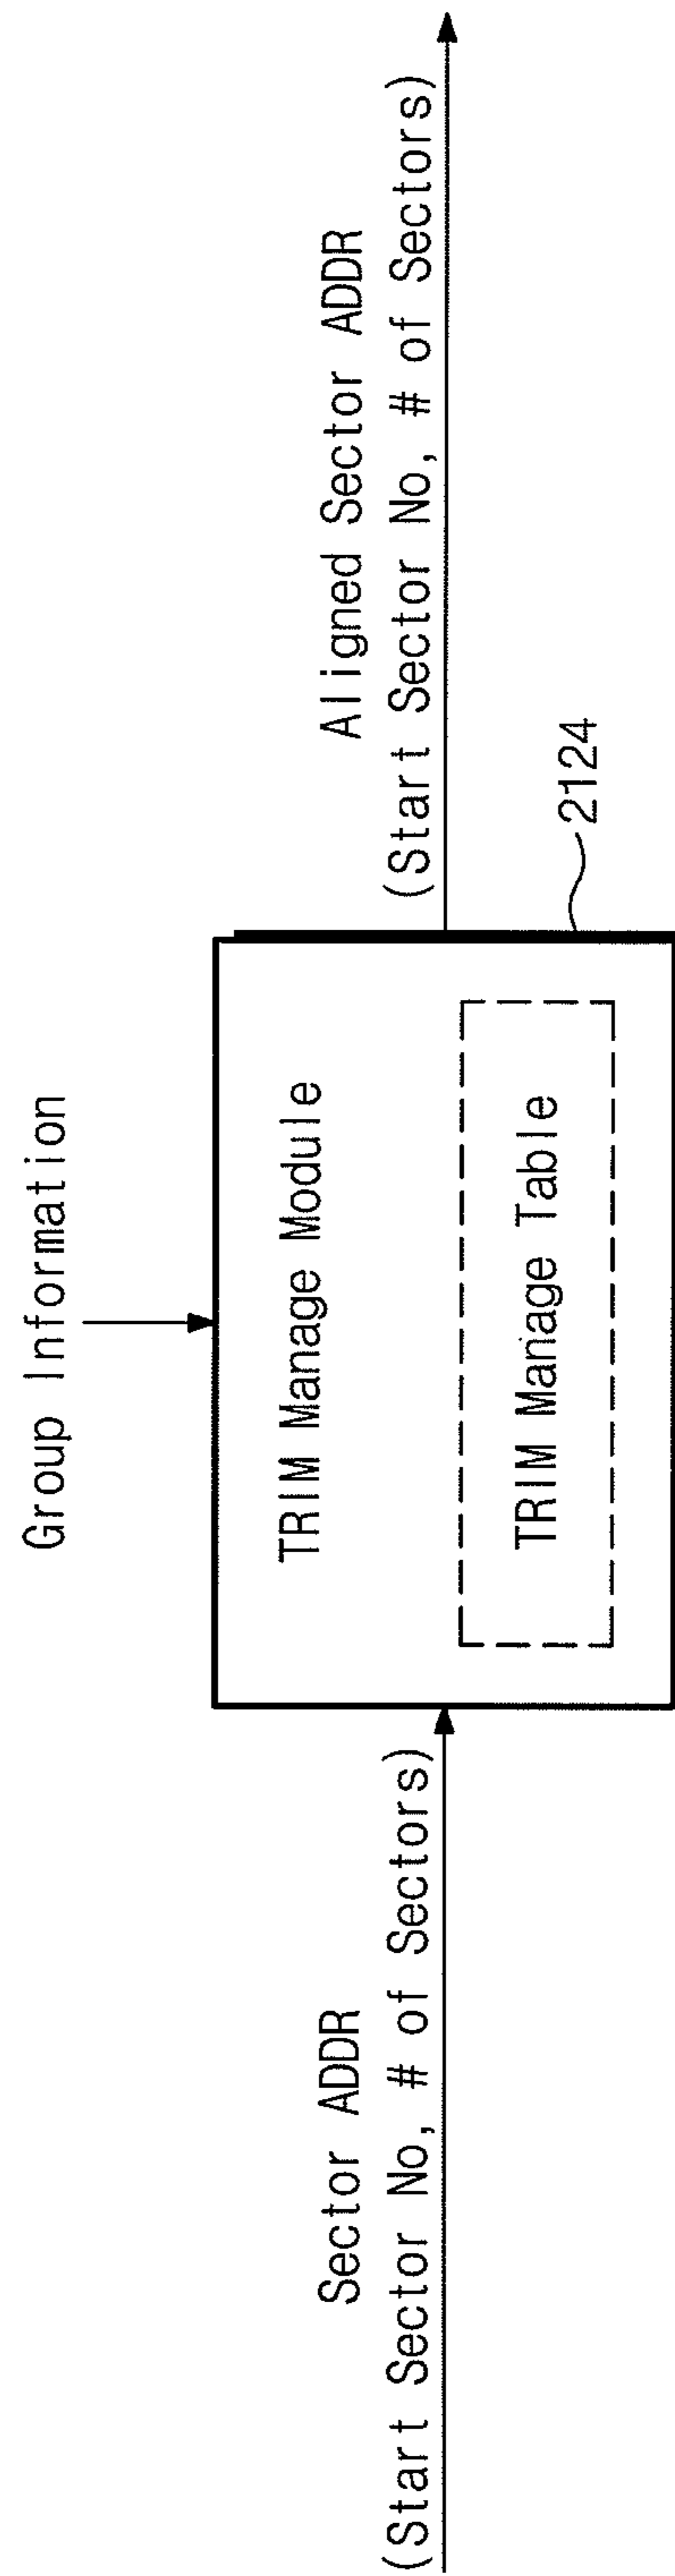 Group Information
Sector ADDR
(Start Sector No, # of Sectors)
TRIM Manage Module
TRIM Manage Table
Aligned Sector ADDR
(Start Sector No, # of Sectors)
2124